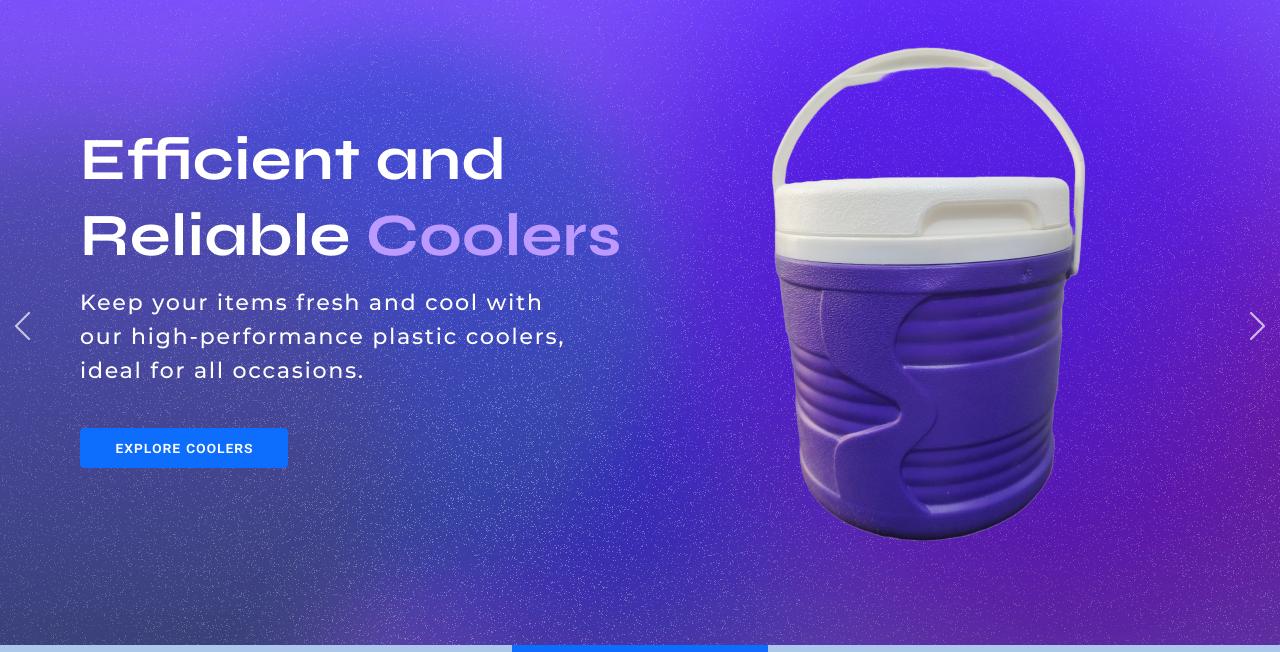 Efficient and
Reliable Coolers
Keep your items fresh and cool with
our high-performance plastic coolers,
ideal for all occasions.
EXPLORE COOLERS